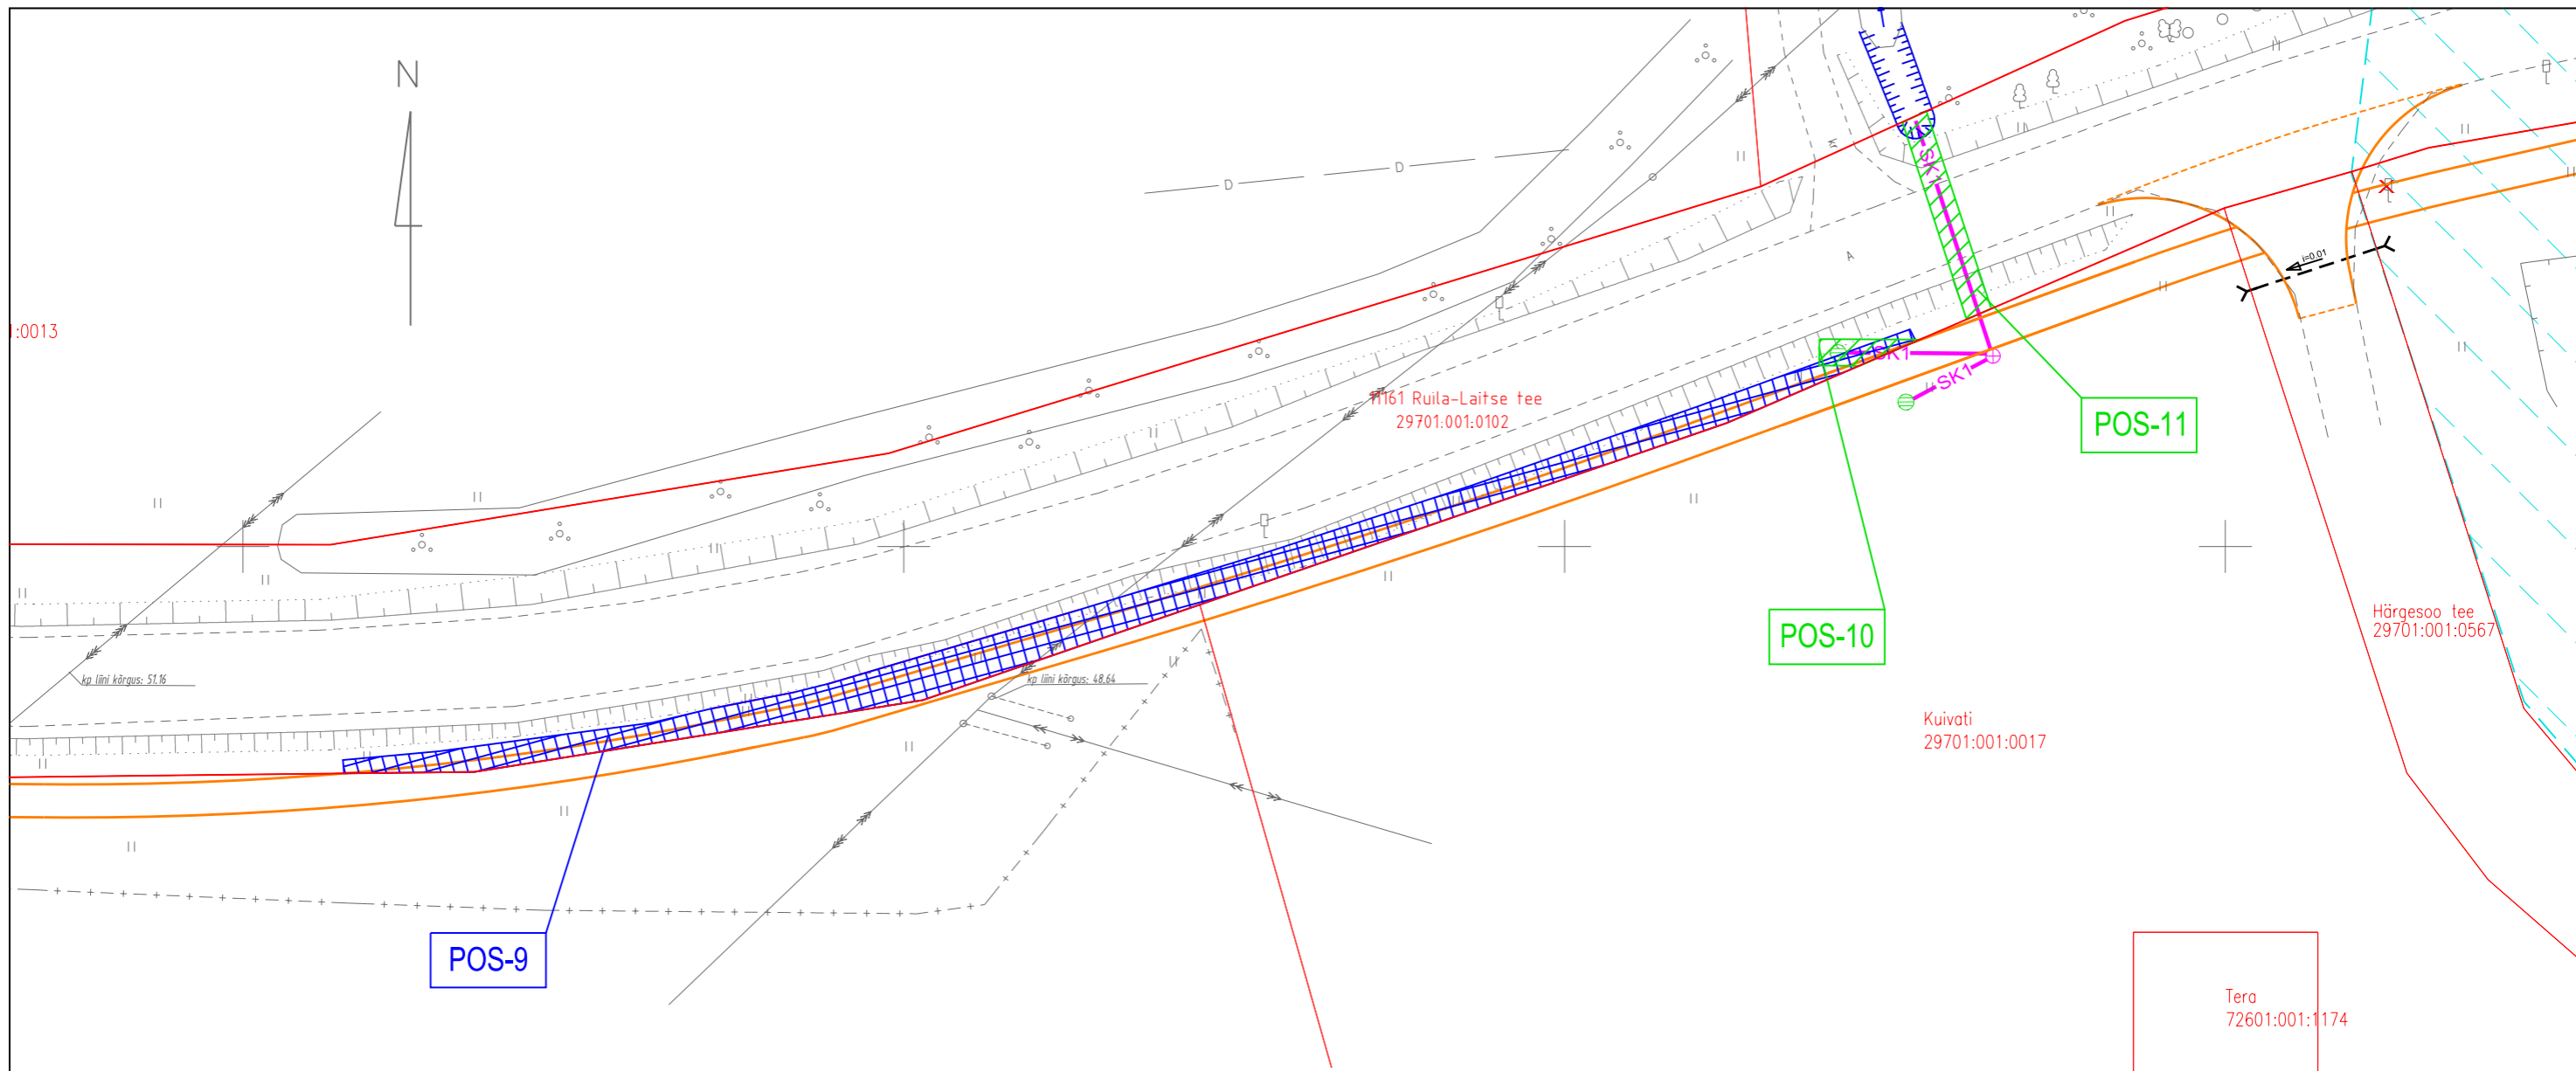 N
D
D
A
SK1
i=0.01
1:0013
11161 Ruila-Laitse tee
29701:001:0102
SK1
SK1
POS-11
POS-10
Härgesoo tee
29701:001:0567
kp liini kõrgus: 51.16
kp liini kõrgus: 48.64
Kuivati
29701:001:0017
POS-9
Tera
72601:001:1174